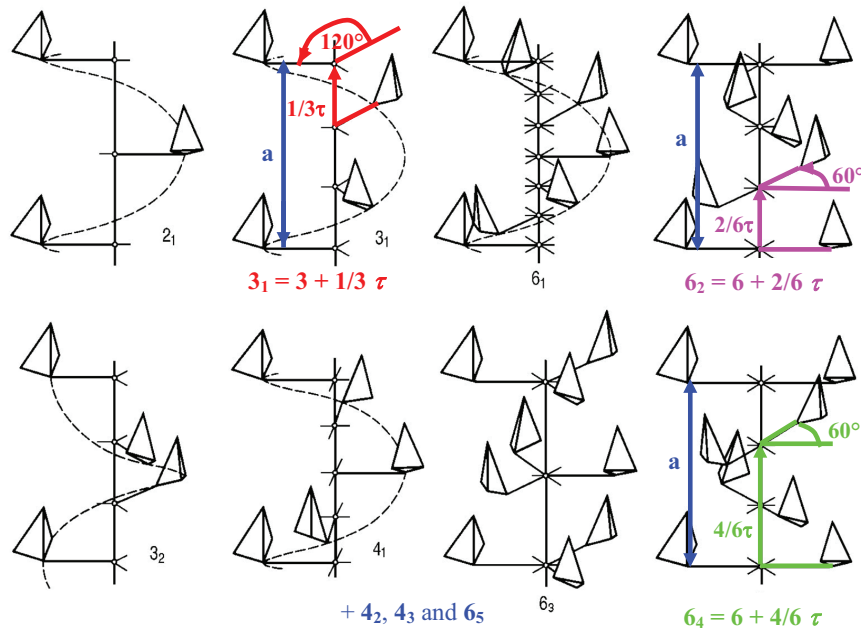 120°
1/3τ
a
a
60°
2/6τ
2₁
3₁
6₁
3₁ = 3 + 1/3 τ
6₂ = 6 + 2/6 τ
60°
a
4/6τ
3₂
4₁
6₃
+ 4₂, 4₃ and 6₅
6₄ = 6 + 4/6 τ